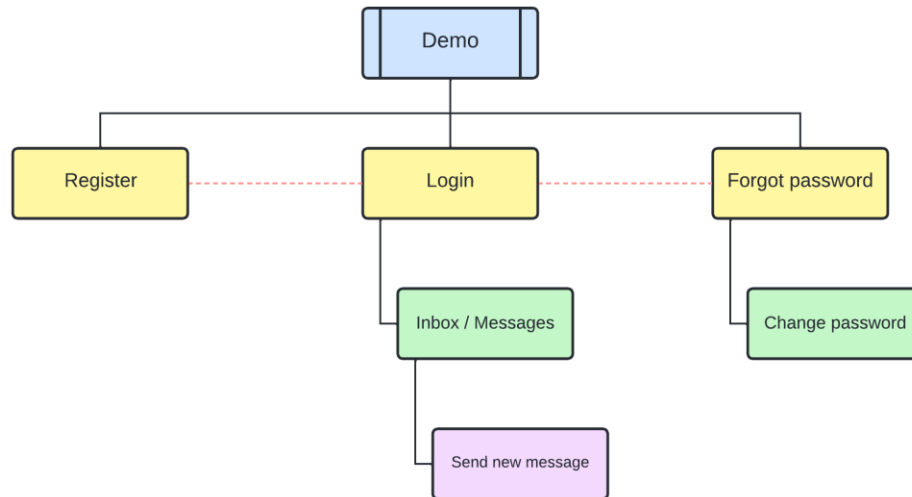 Demo
Register
Login
Forgot password
Inbox / Messages
Change password
Send new message